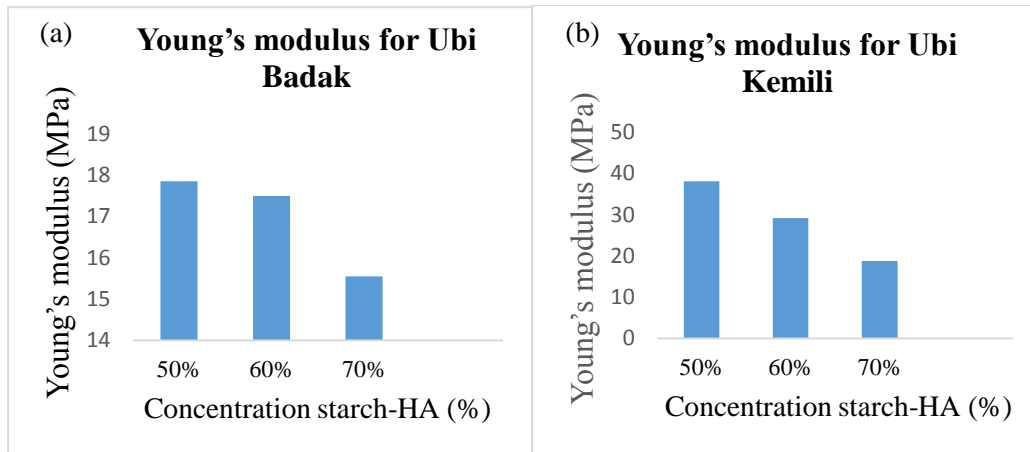 (a)
Young’s modulus for Ubi
Badak
Young’s modulus (MPa)
19
18
17
16
15
14
50%
60%
70%
Concentration starch-HA (%)
(b)
Young’s modulus for Ubi
Kemili
Young’s modulus (MPa)
50
40
30
20
10
0
50%
60%
70%
Concentration starch-HA (%)